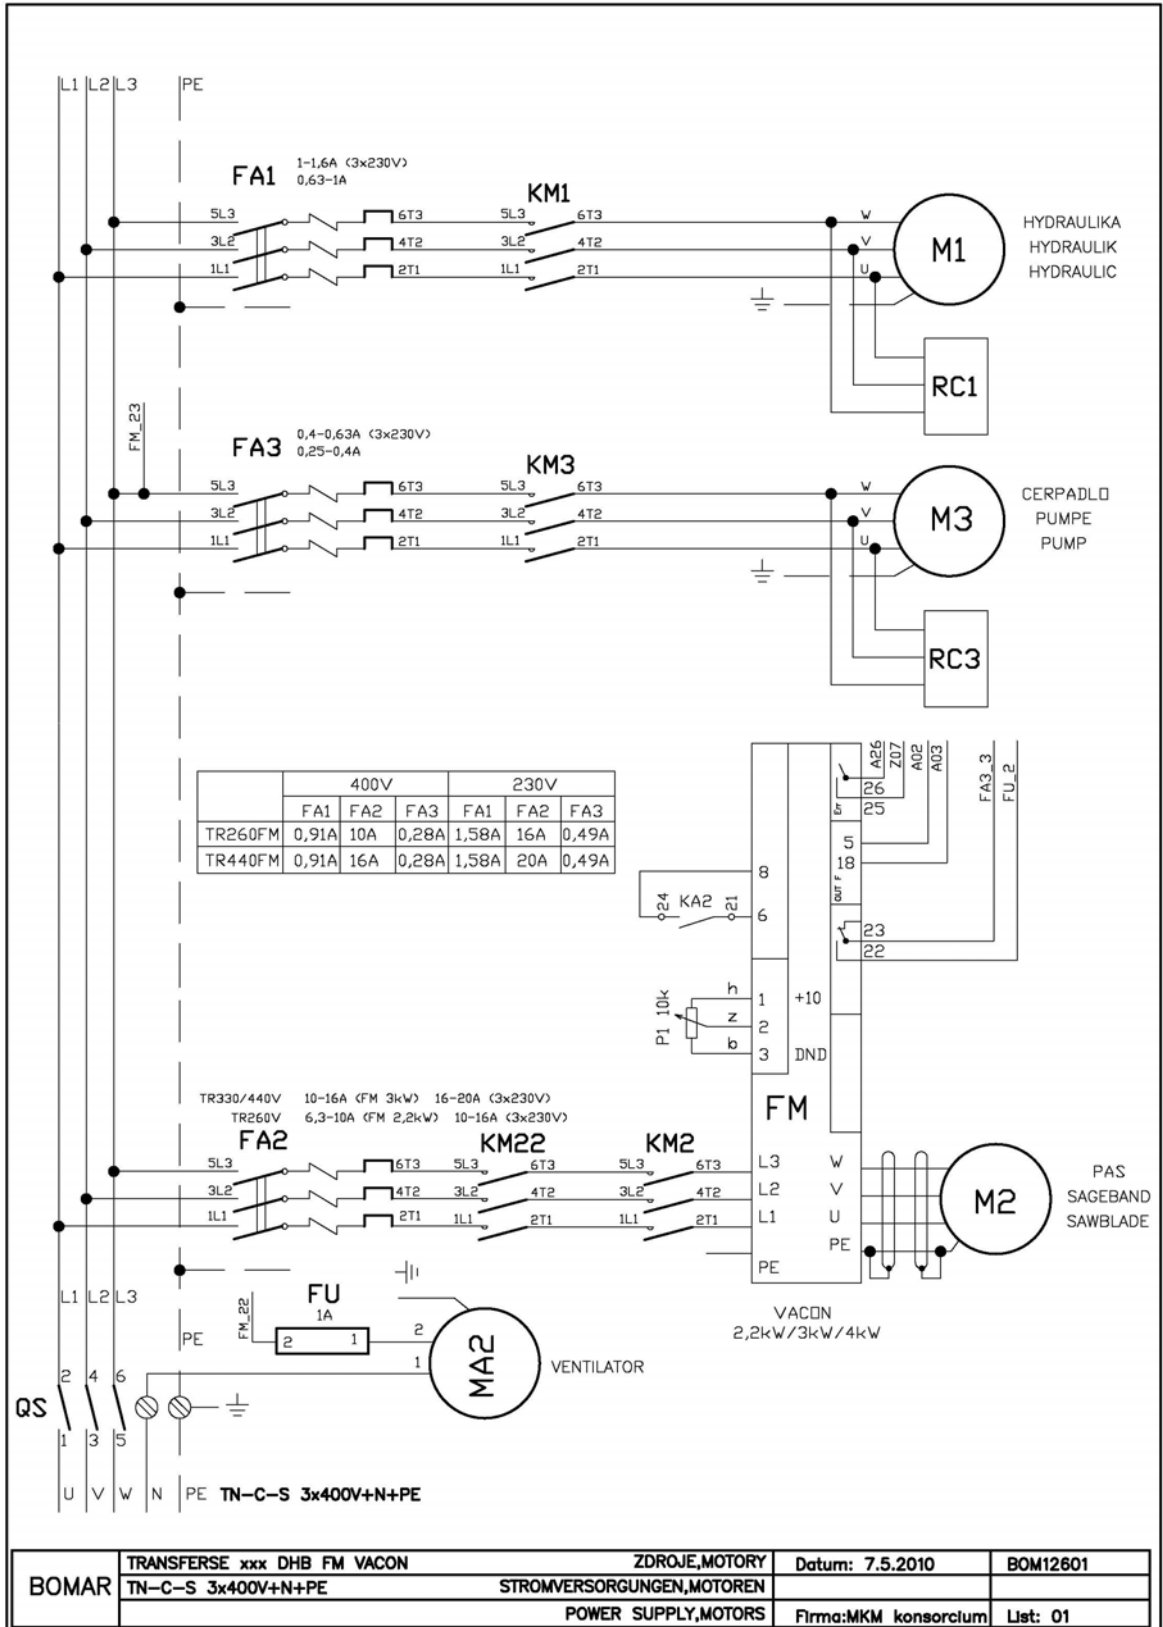 L1 L2 L3 PE
FA1 1-1,6A (3x230V)
0,63-1A
KM1
5L3 6T3 5L3 6T3 W
3L2 4T2 3L2 4T2 V
1L1 2T1 1L1 2T1 U
M1
HYDRAULIKA
HYDRAULIK
HYDRAULIC
RC1
FM_23
FA3 0,4-0,63A (3x230V)
0,25-0,4A
KM3
5L3 6T3 5L3 6T3 W
3L2 4T2 3L2 4T2 V
1L1 2T1 1L1 2T1 U
M3
CERPADLO
PUMPE
PUMP
RC3
400V 230V
FA1 FA2 FA3 FA1 FA2 FA3
TR260FM 0,91A 10A 0,28A 1,58A 16A 0,49A
TR440FM 0,91A 16A 0,28A 1,58A 20A 0,49A
A26 Z07 A02 A03 FA3_3 FU_2
26
Err 25
5
18
OUT F
23
22
8
24 KA2 21 6
P1 10k
h 1 +10
z 2
b 3 DND
FM
TR330/440V 10-16A (FM 3kW) 16-20A (3x230V)
TR260V 6,3-10A (FM 2,2kW) 10-16A (3x230V)
FA2 KM22 KM2
5L3 6T3 5L3 6T3 5L3 6T3 L3 W
3L2 4T2 3L2 4T2 3L2 4T2 L2 V
1L1 2T1 1L1 2T1 1L1 2T1 L1 U
PE
PE
M2
PAS
SAGEBAND
SAWBLADE
VACON
2,2kW/3kW/4kW
L1 L2 L3 PE
FM_22
FU
1A
2 1 2
1
MA2
VENTILATOR
QS
2 4 6
1 3 5
U V W N PE TN-C-S 3x400V+N+PE
BOMAR
TRANSFERSE xxx DHB FM VACON ZDROJE,MOTORY Datum: 7.5.2010 BOM12601
TN-C-S 3x400V+N+PE STROMVERSORGUNGEN,MOTOREN
POWER SUPPLY,MOTORS Firma:MKM konsorcium List: 01